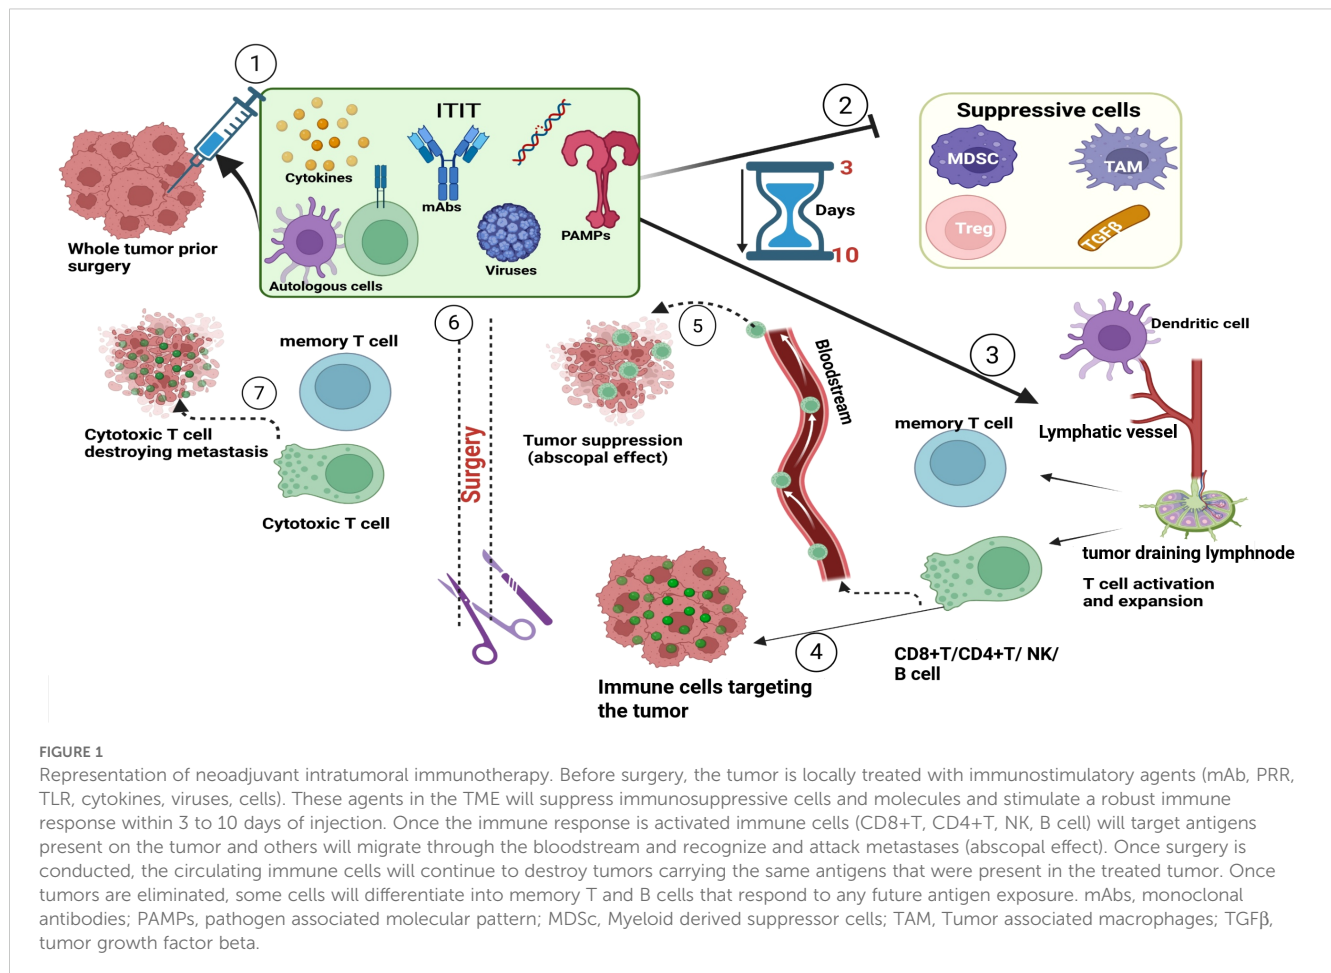 1
ITIT
Cytokines
mAbs
PAMPs
Viruses
Autologous cells
Whole tumor prior
surgery
2
3
Days
10
Suppressive cells
MDSC
TAM
Treg
TGFβ
3
Dendritic cell
Lymphatic vessel
memory T cell
tumor draining lymphnode
T cell activation
and expansion
CD8+T/CD4+T/ NK/
B cell
4
Immune cells targeting
the tumor
Bloodstream
5
Tumor suppression
(abscopal effect)
6
Surgery
memory T cell
7
Cytotoxic T cell
destroying metastasis
Cytotoxic T cell
FIGURE 1
Representation of neoadjuvant intratumoral immunotherapy. Before surgery, the tumor is locally treated with immunostimulatory agents (mAb, PRR,
TLR, cytokines, viruses, cells). These agents in the TME will suppress immunosuppressive cells and molecules and stimulate a robust immune
response within 3 to 10 days of injection. Once the immune response is activated immune cells (CD8+T, CD4+T, NK, B cell) will target antigens
present on the tumor and others will migrate through the bloodstream and recognize and attack metastases (abscopal effect). Once surgery is
conducted, the circulating immune cells will continue to destroy tumors carrying the same antigens that were present in the treated tumor. Once
tumors are eliminated, some cells will differentiate into memory T and B cells that respond to any future antigen exposure. mAbs, monoclonal
antibodies; PAMPs, pathogen associated molecular pattern; MDSc, Myeloid derived suppressor cells; TAM, Tumor associated macrophages; TGFβ,
tumor growth factor beta.